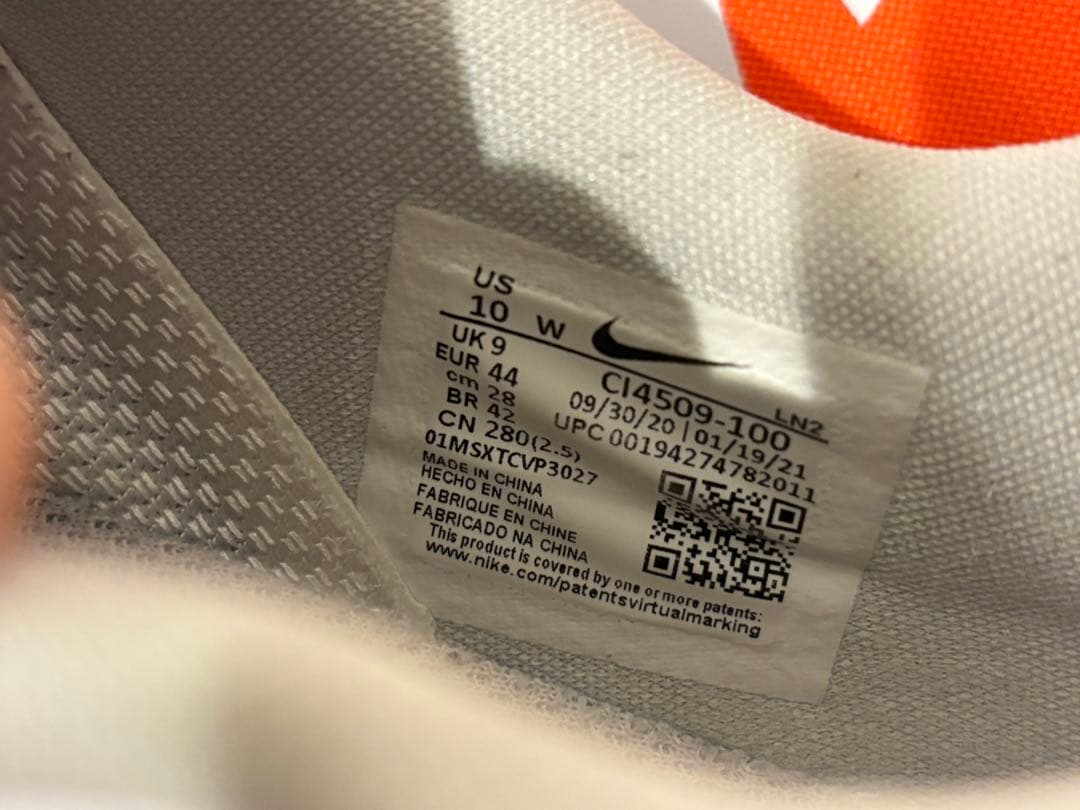 US
10 W
UK 9
EUR 44
cm 28
BR 42
CN 280(2.5)
01MSXTCVP3027
CI4509-100 LN2
09/30/20 | 01/19/21
UPC 00194274782011
MADE IN CHINA
HECHO EN CHINA
FABRIQUE EN CHINE
FABRICADO NA CHINA
This product is covered by one or more patents:
www.nike.com/patentsvirtualmarking